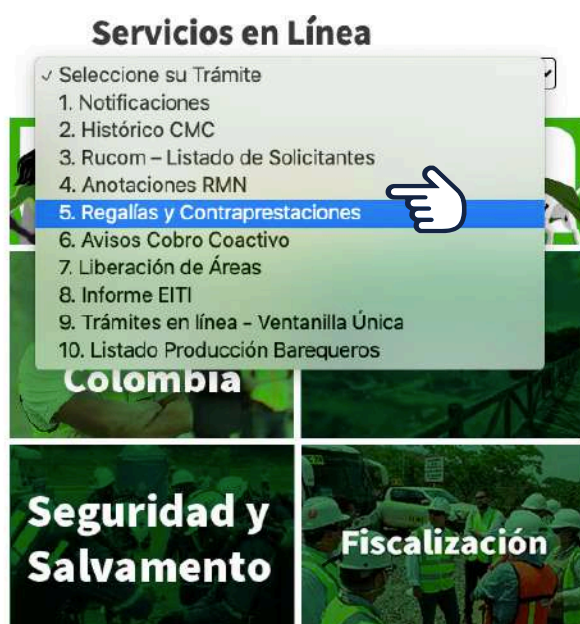 Servicios en Línea
✓ Seleccione su Trámite
1. Notificaciones
2. Histórico CMC
3. Rucom – Listado de Solicitantes
4. Anotaciones RMN
5. Regalías y Contraprestaciones
6. Avisos Cobro Coactivo
7. Liberación de Áreas
8. Informe EITI
9. Trámites en línea – Ventanilla Única
10. Listado Producción Barequeros
Colombia
Seguridad y
Salvamento
Fiscalización